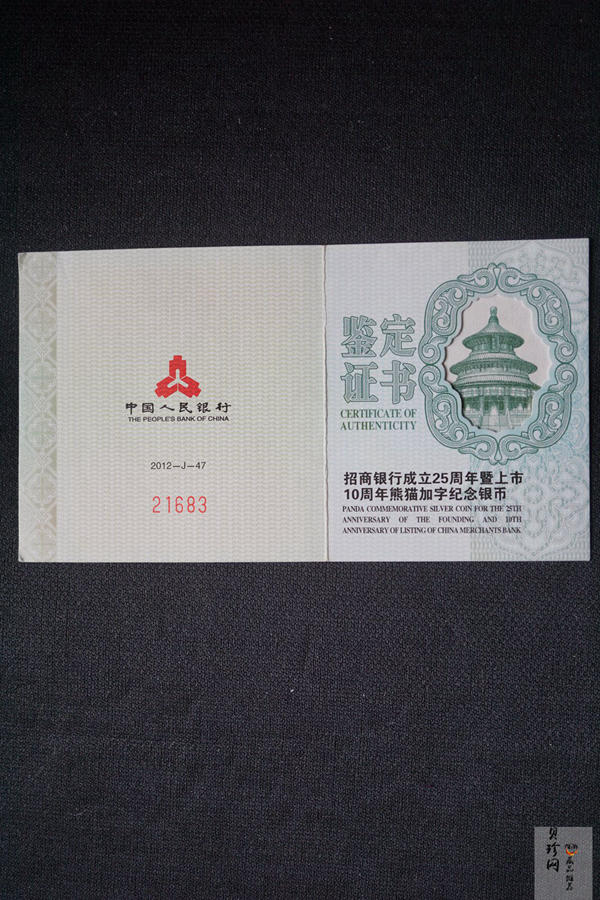 中国人民银行
THE PEOPLE'S BANK OF CHINA
2012-J-47
21683
鉴定
证书
CERTIFICATE OF
AUTHENTICITY
招商银行成立25周年暨上市
10周年熊猫加字纪念银币
PANDA COMMEMORATIVE SILVER COIN FOR THE 25TH
ANNIVERSARY OF THE FOUNDING AND 10TH
ANNIVERSARY OF LISTING OF CHINA MERCHANTS BANK
贝珍网